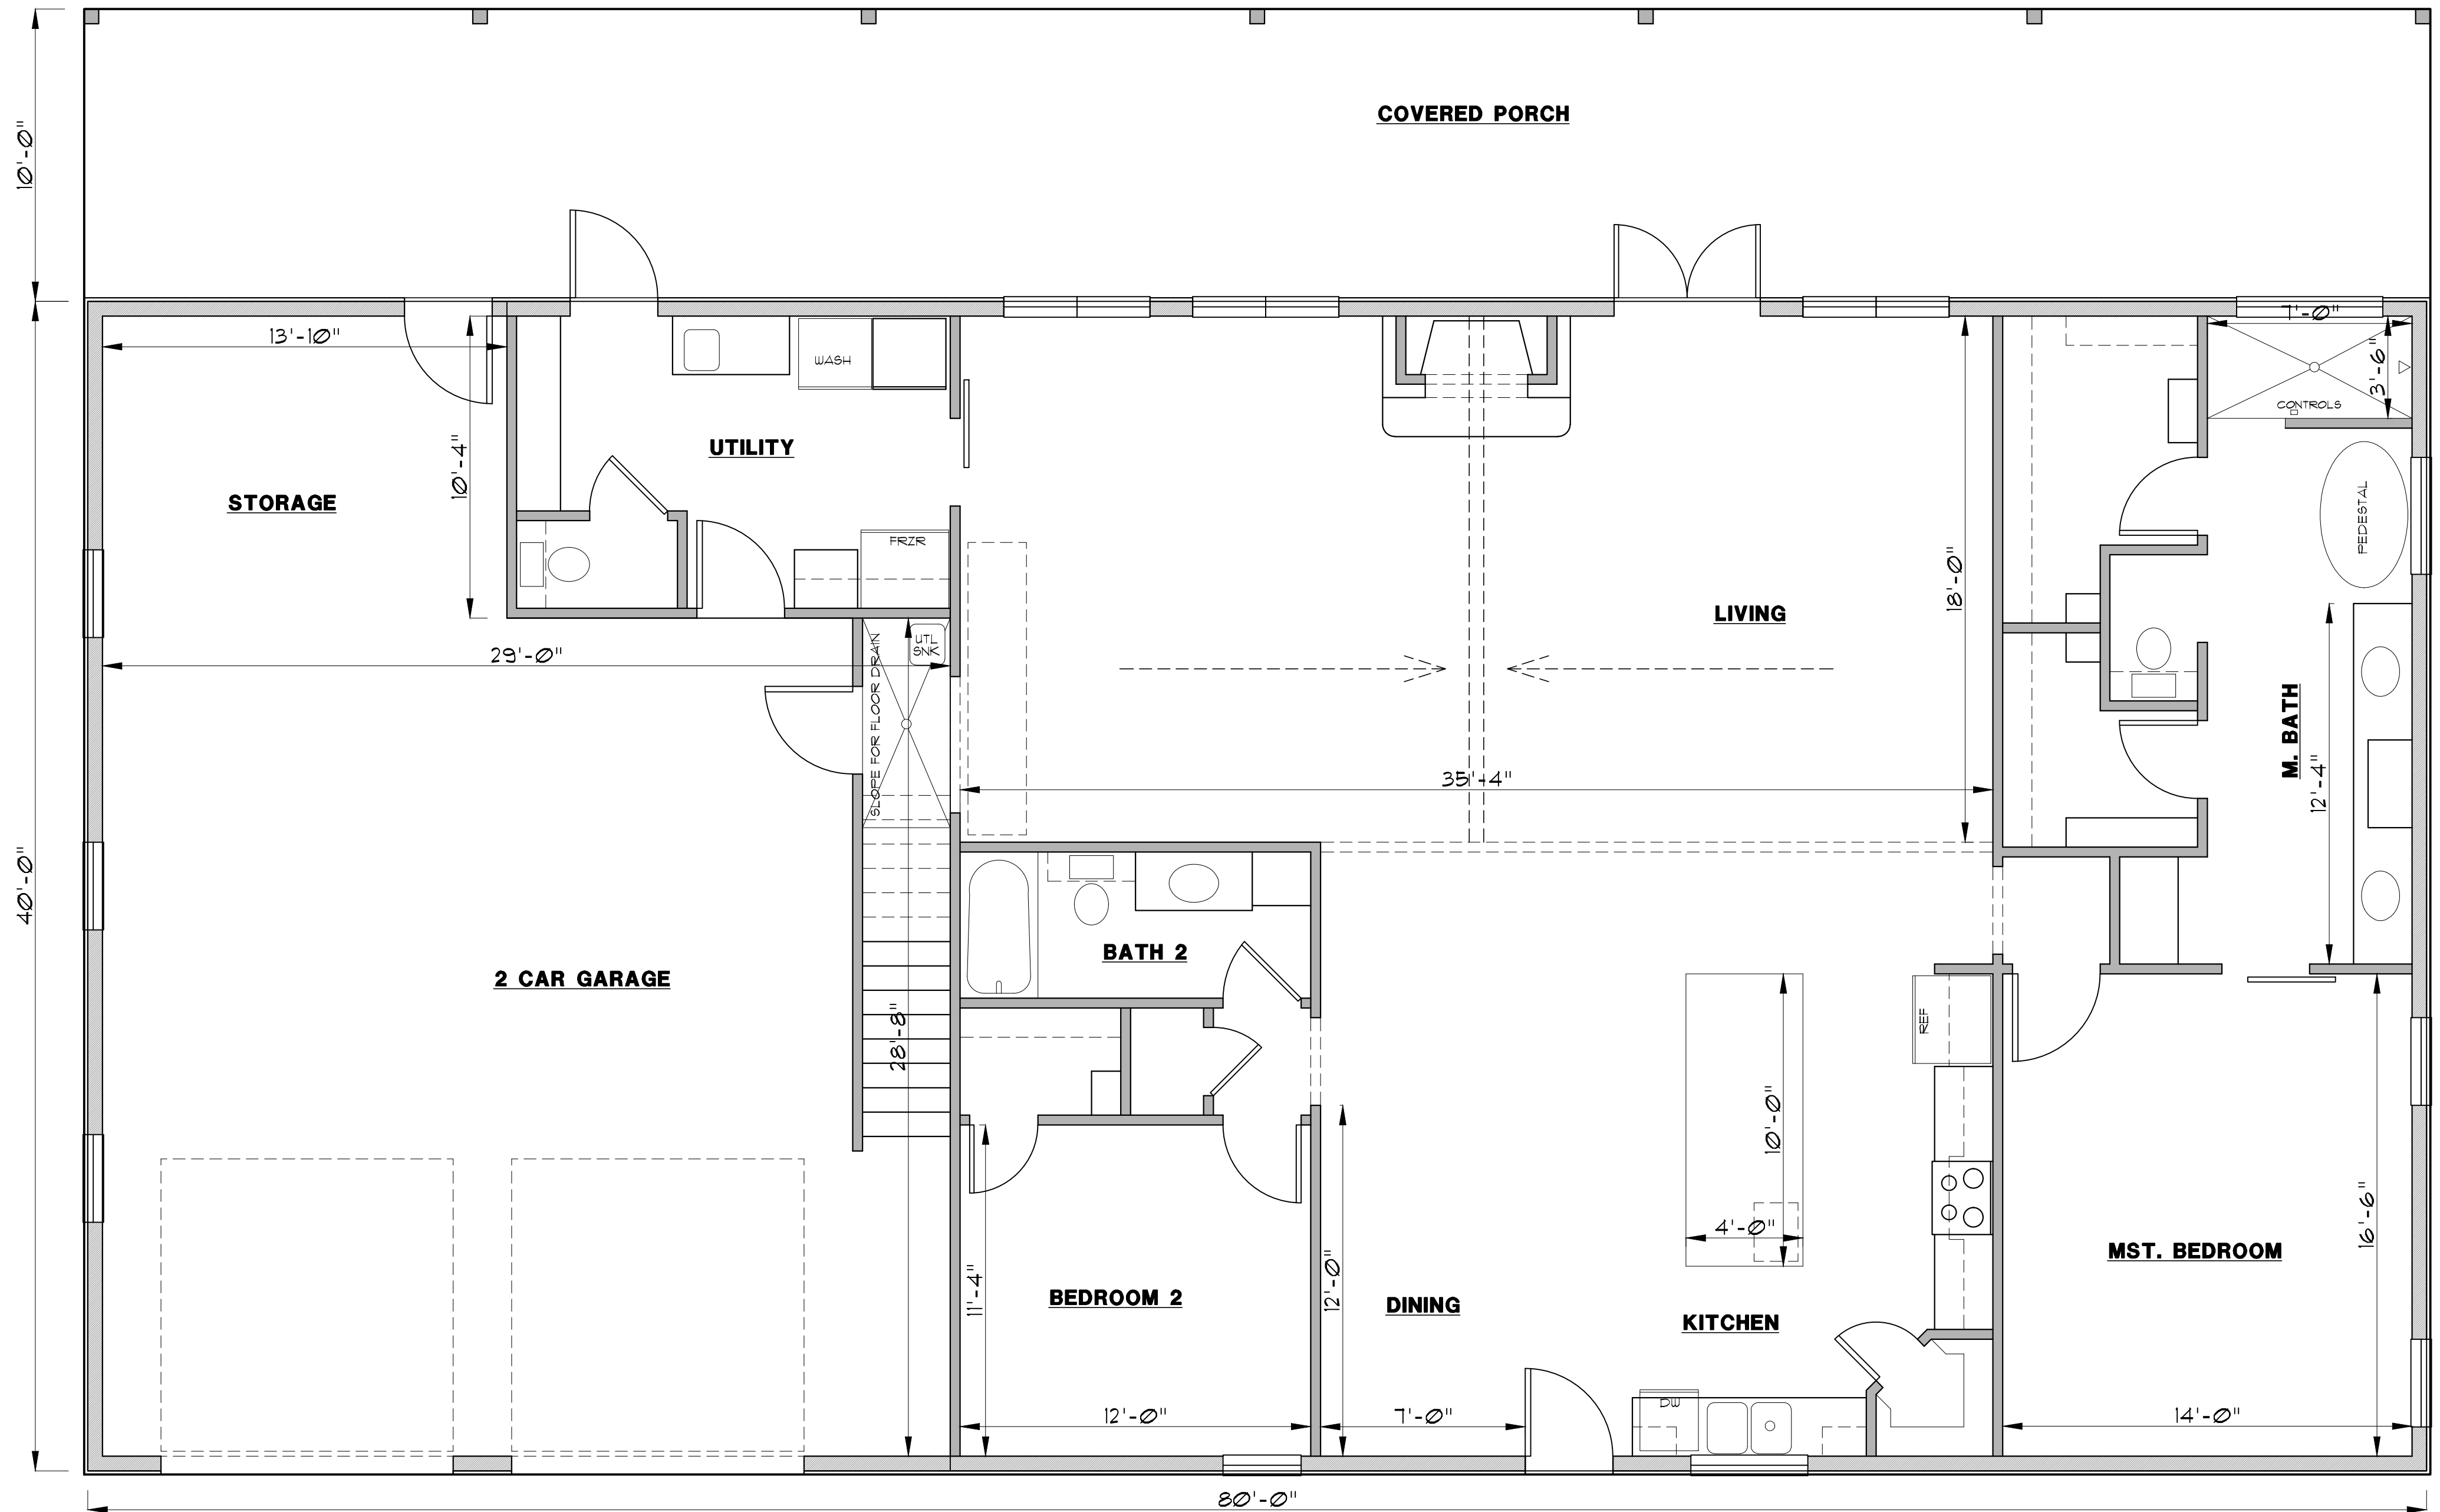 COVERED PORCH
10'-0"
13'-10"
7'-0"
3'-6"
WASH
CONTROLS
UTILITY
10'-4"
STORAGE
PEDESTAL
FRZR
18'-0"
LIVING
UTL
SNK
29'-0"
SLOPE FOR FLOOR DRAIN
M. BATH
35'-4"
12'-4"
40'-0"
BATH 2
2 CAR GARAGE
REF
28'-8"
10'-0"
4'-0"
16'-6"
MST. BEDROOM
11'-4"
12'-0"
BEDROOM 2
DINING
KITCHEN
DW
12'-0"
7'-0"
14'-0"
80'-0"